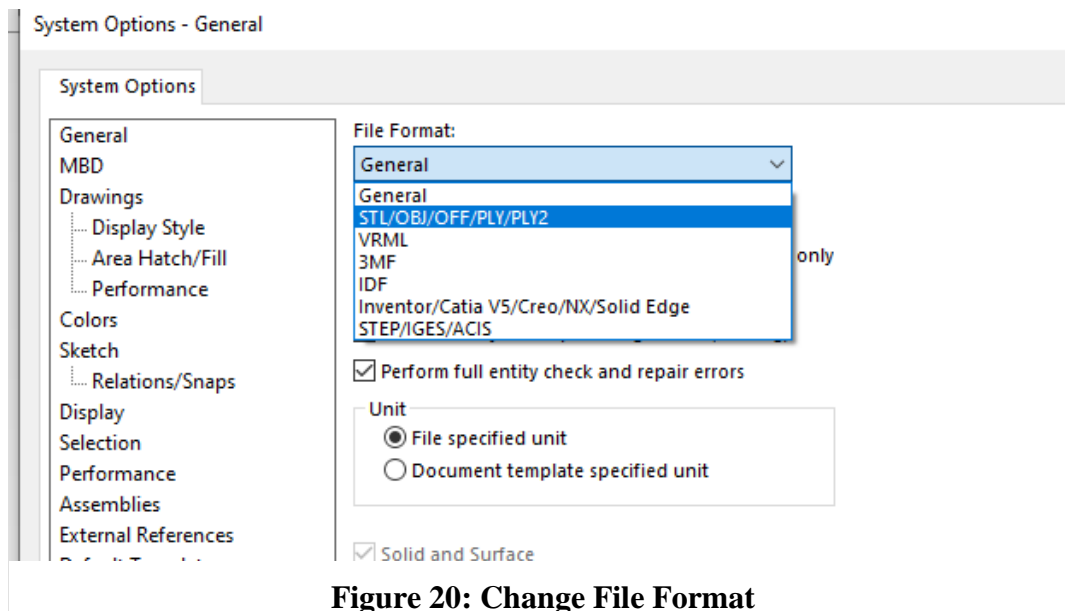 System Options - General
System Options
General
MBD
Drawings
Display Style
Area Hatch/Fill
Performance
Colors
Sketch
Relations/Snaps
Display
Selection
Performance
Assemblies
External References
File Format:
General
General
STL/OBJ/OFF/PLY/PLY2
VRML
3MF
IDF
Inventor/Catia V5/Creo/NX/Solid Edge
STEP/IGES/ACIS
only
Perform full entity check and repair errors
Unit
File specified unit
Document template specified unit
Solid and Surface
Figure 20: Change File Format